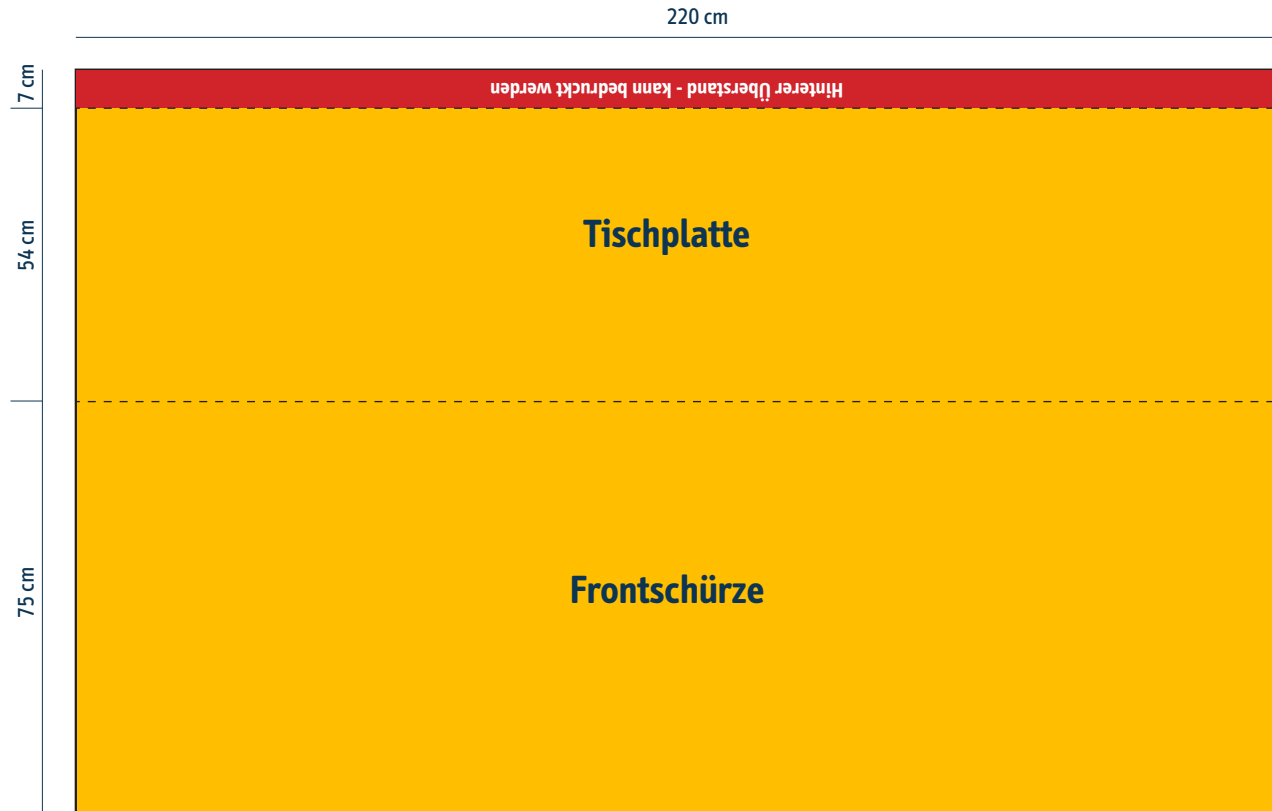 220 cm
7 cm
Hinterer Überstand - kann bedruckt werden
54 cm
Tischplatte
75 cm
Frontschürze